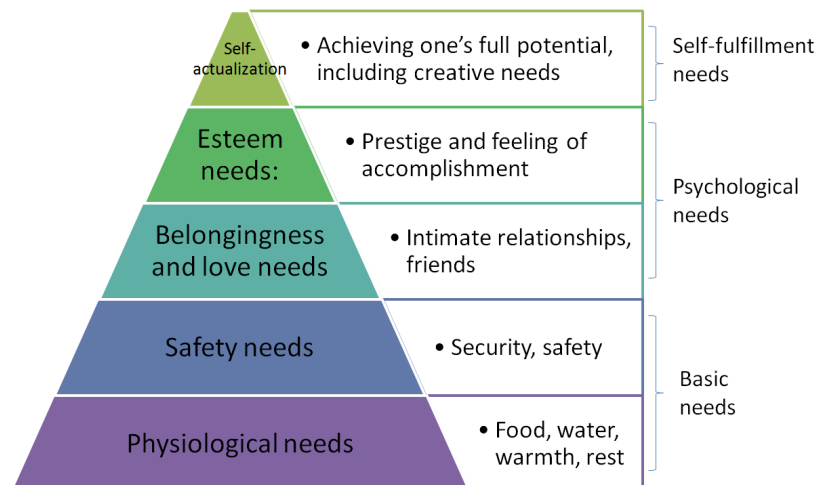 Self-
actualization
• Achieving one's full potential,
including creative needs
Self-fulfillment
needs
Esteem
needs:
• Prestige and feeling of
accomplishment
Psychological
needs
Belongingness
and love needs
• Intimate relationships,
friends
Safety needs
• Security, safety
Basic
needs
Physiological needs
• Food, water,
warmth, rest